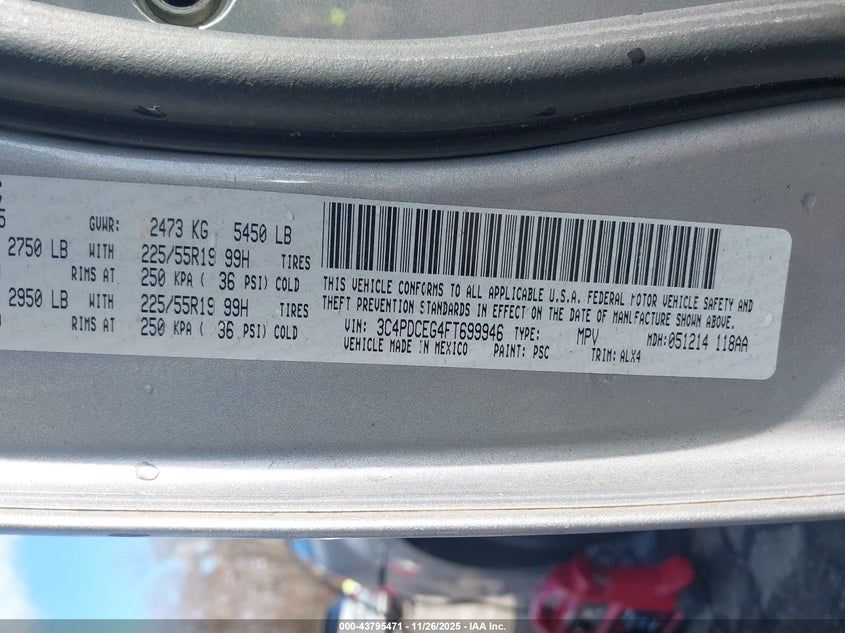 GVWR: 2473 KG 5450 LB
2750 LB WITH 225/55R19 99H TIRES
RIMS AT 250 KPA ( 36 PSI) COLD
2950 LB WITH 225/55R19 99H TIRES
RIMS AT 250 KPA ( 36 PSI) COLD
THIS VEHICLE CONFORMS TO ALL APPLICABLE U.S.A. FEDERAL MOTOR VEHICLE SAFETY AND
THEFT PREVENTION STANDARDS IN EFFECT ON THE DATE OF MANUFACTURE SHOWN ABOVE.
VIN: 3C4PDCEG4FT699946 TYPE: MPV MDH:051214 118AA
VEHICLE MADE IN MEXICO PAINT: PSC TRIM: ALX4
000-43795471 - 11/26/2025 - IAA Inc.